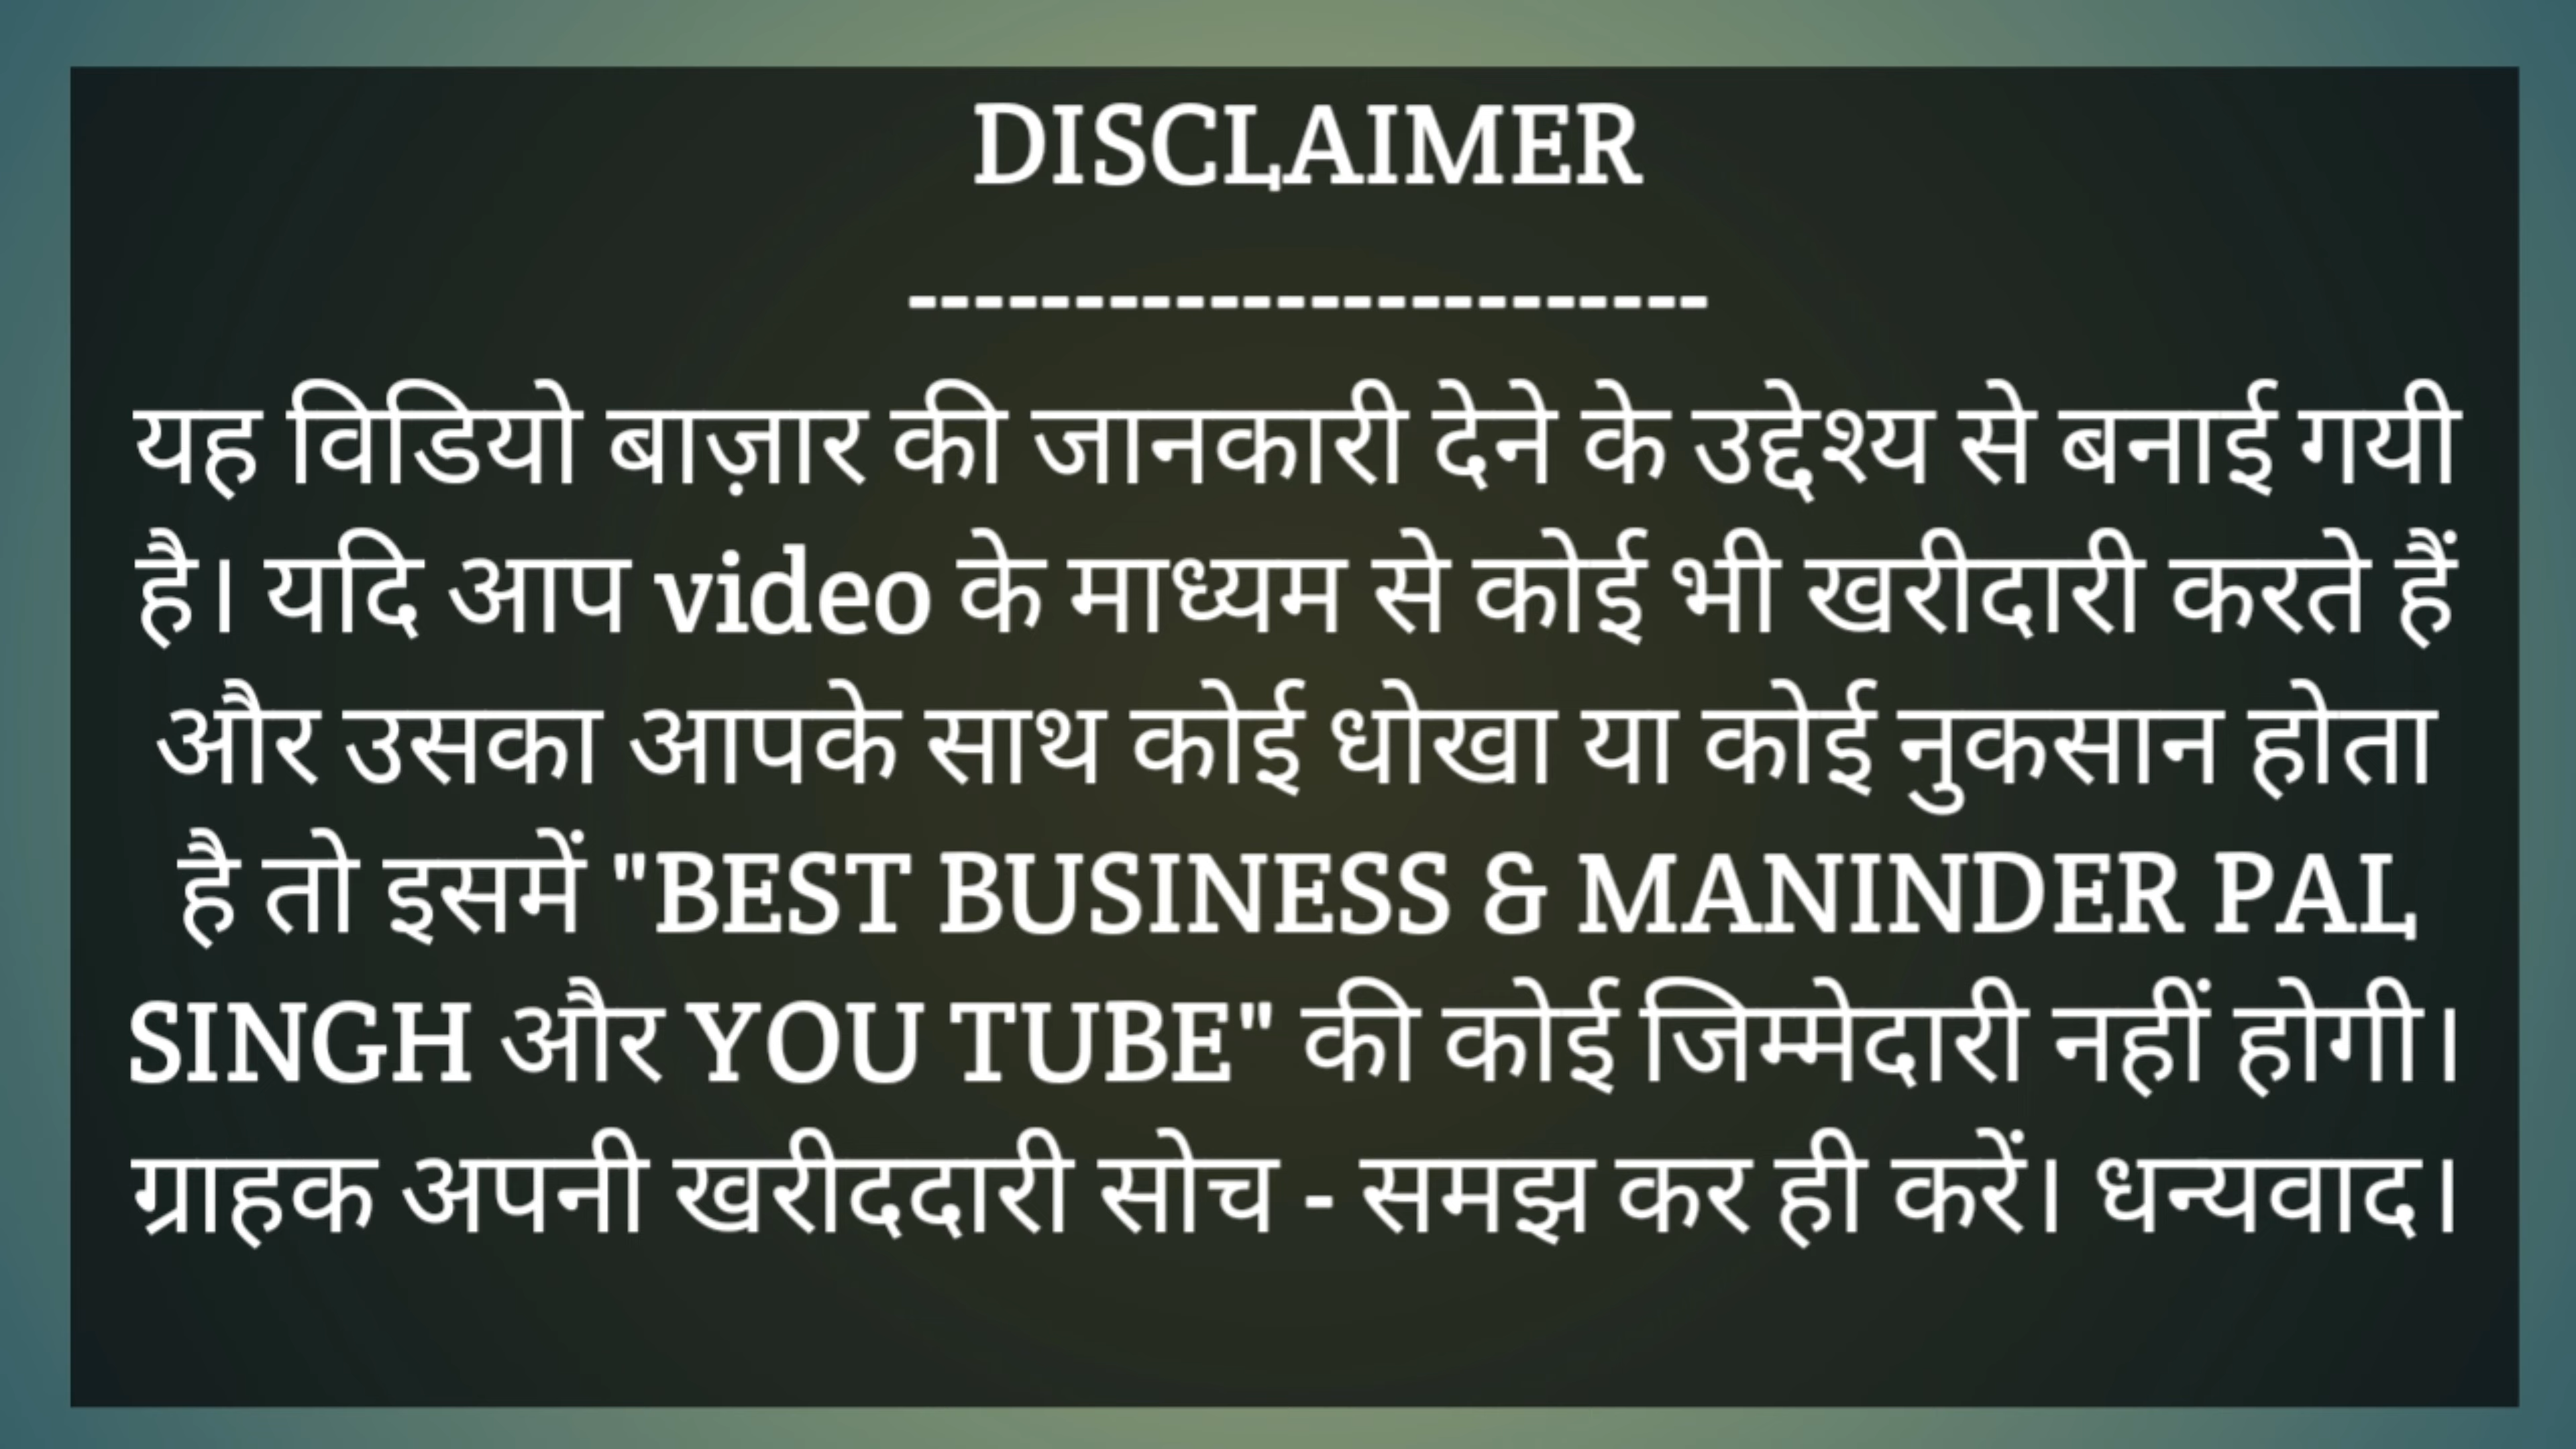 DISCLAIMER
------------------------
यह विडियो बाज़ार की जानकारी देने के उद्देश्य से बनाई गयी
है। यदि आप video के माध्यम से कोई भी खरीदारी करते हैं
और उसका आपके साथ कोई धोखा या कोई नुकसान होता
है तो इसमें "BEST BUSINESS & MANINDER PAL
SINGH और YOU TUBE" की कोई जिम्मेदारी नहीं होगी।
ग्राहक अपनी खरीददारी सोच - समझ कर ही करें। धन्यवाद।